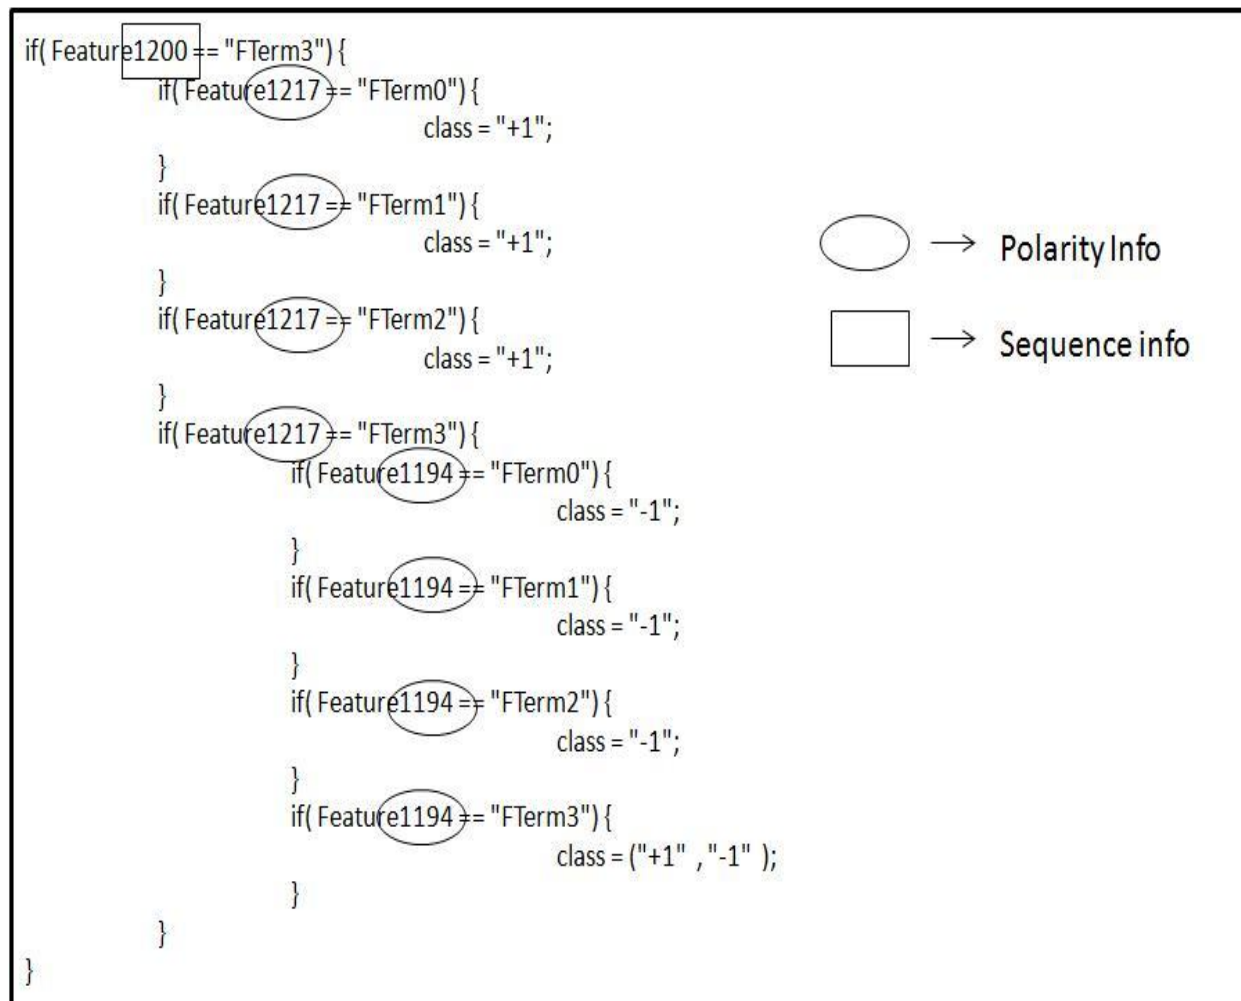 if( Feature1200 == "FTerm3") {
if( Feature1217 == "FTerm0") {
class = "+1";
}
if( Feature1217 == "FTerm1") {
class = "+1";
}
if( Feature1217 == "FTerm2") {
class = "+1";
}
if( Feature1217 == "FTerm3") {
if( Feature1194 == "FTerm0") {
class = "-1";
}
if( Feature1194 == "FTerm1") {
class = "-1";
}
if( Feature1194 == "FTerm2") {
class = "-1";
}
if( Feature1194 == "FTerm3") {
class = ("+1" , "-1" );
}
}
}
→ Polarity Info
→ Sequence info